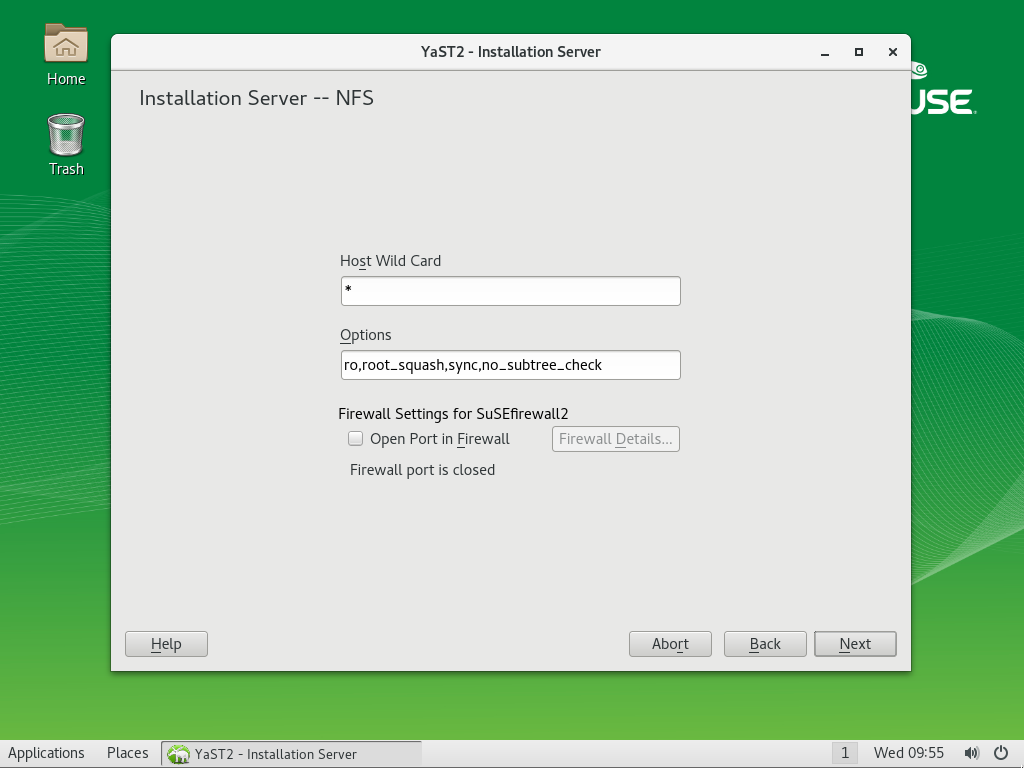 YaST2 - Installation Server
Home
Installation Server -- NFS
USE
Trash
Host Wild Card
*
Options
ro,root_squash,sync,no_subtree_check
Firewall Settings for SuSEfirewall2
Open Port in Firewall
Firewall Details...
Firewall port is closed
Help
Abort
Back
Next
Applications
Places
YaST2 - Installation Server
1
Wed 09:55